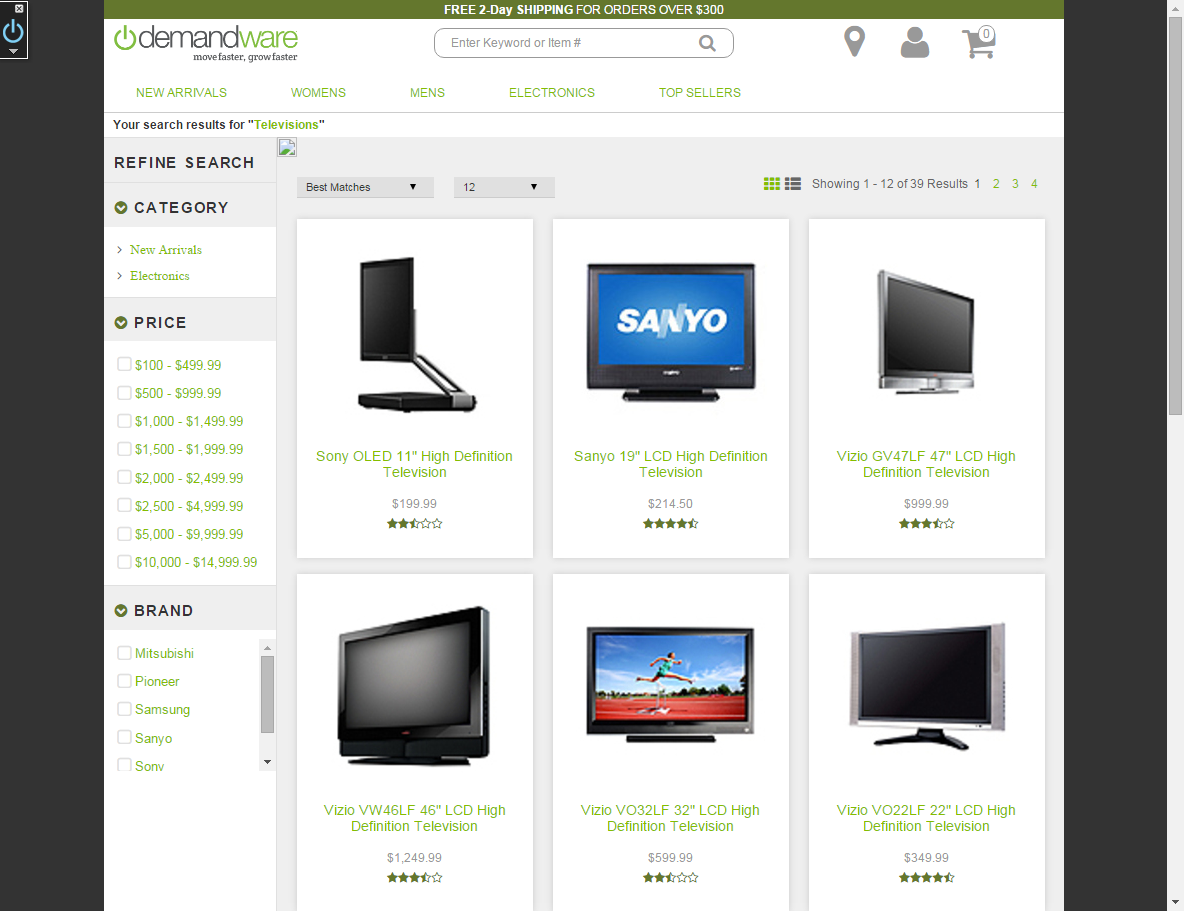 FREE 2-Day SHIPPING FOR ORDERS OVER $300
demandware
move faster, grow faster
Enter Keyword or Item #
0
NEW ARRIVALS WOMENS MENS ELECTRONICS TOP SELLERS
Your search results for "Televisions"
REFINE SEARCH
CATEGORY
New Arrivals
Electronics
PRICE
$100 - $499.99
$500 - $999.99
$1,000 - $1,499.99
$1,500 - $1,999.99
$2,000 - $2,499.99
$2,500 - $4,999.99
$5,000 - $9,999.99
$10,000 - $14,999.99
BRAND
Mitsubishi
Pioneer
Samsung
Sanyo
Sony
Best Matches 12 Showing 1 - 12 of 39 Results 1 2 3 4
SANYO
Sony OLED 11" High Definition
Television
$199.99
Sanyo 19" LCD High Definition
Television
$214.50
Vizio GV47LF 47" LCD High
Definition Television
$999.99
Vizio VW46LF 46" LCD High
Definition Television
$1,249.99
Vizio VO32LF 32" LCD High
Definition Television
$599.99
Vizio VO22LF 22" LCD High
Definition Television
$349.99